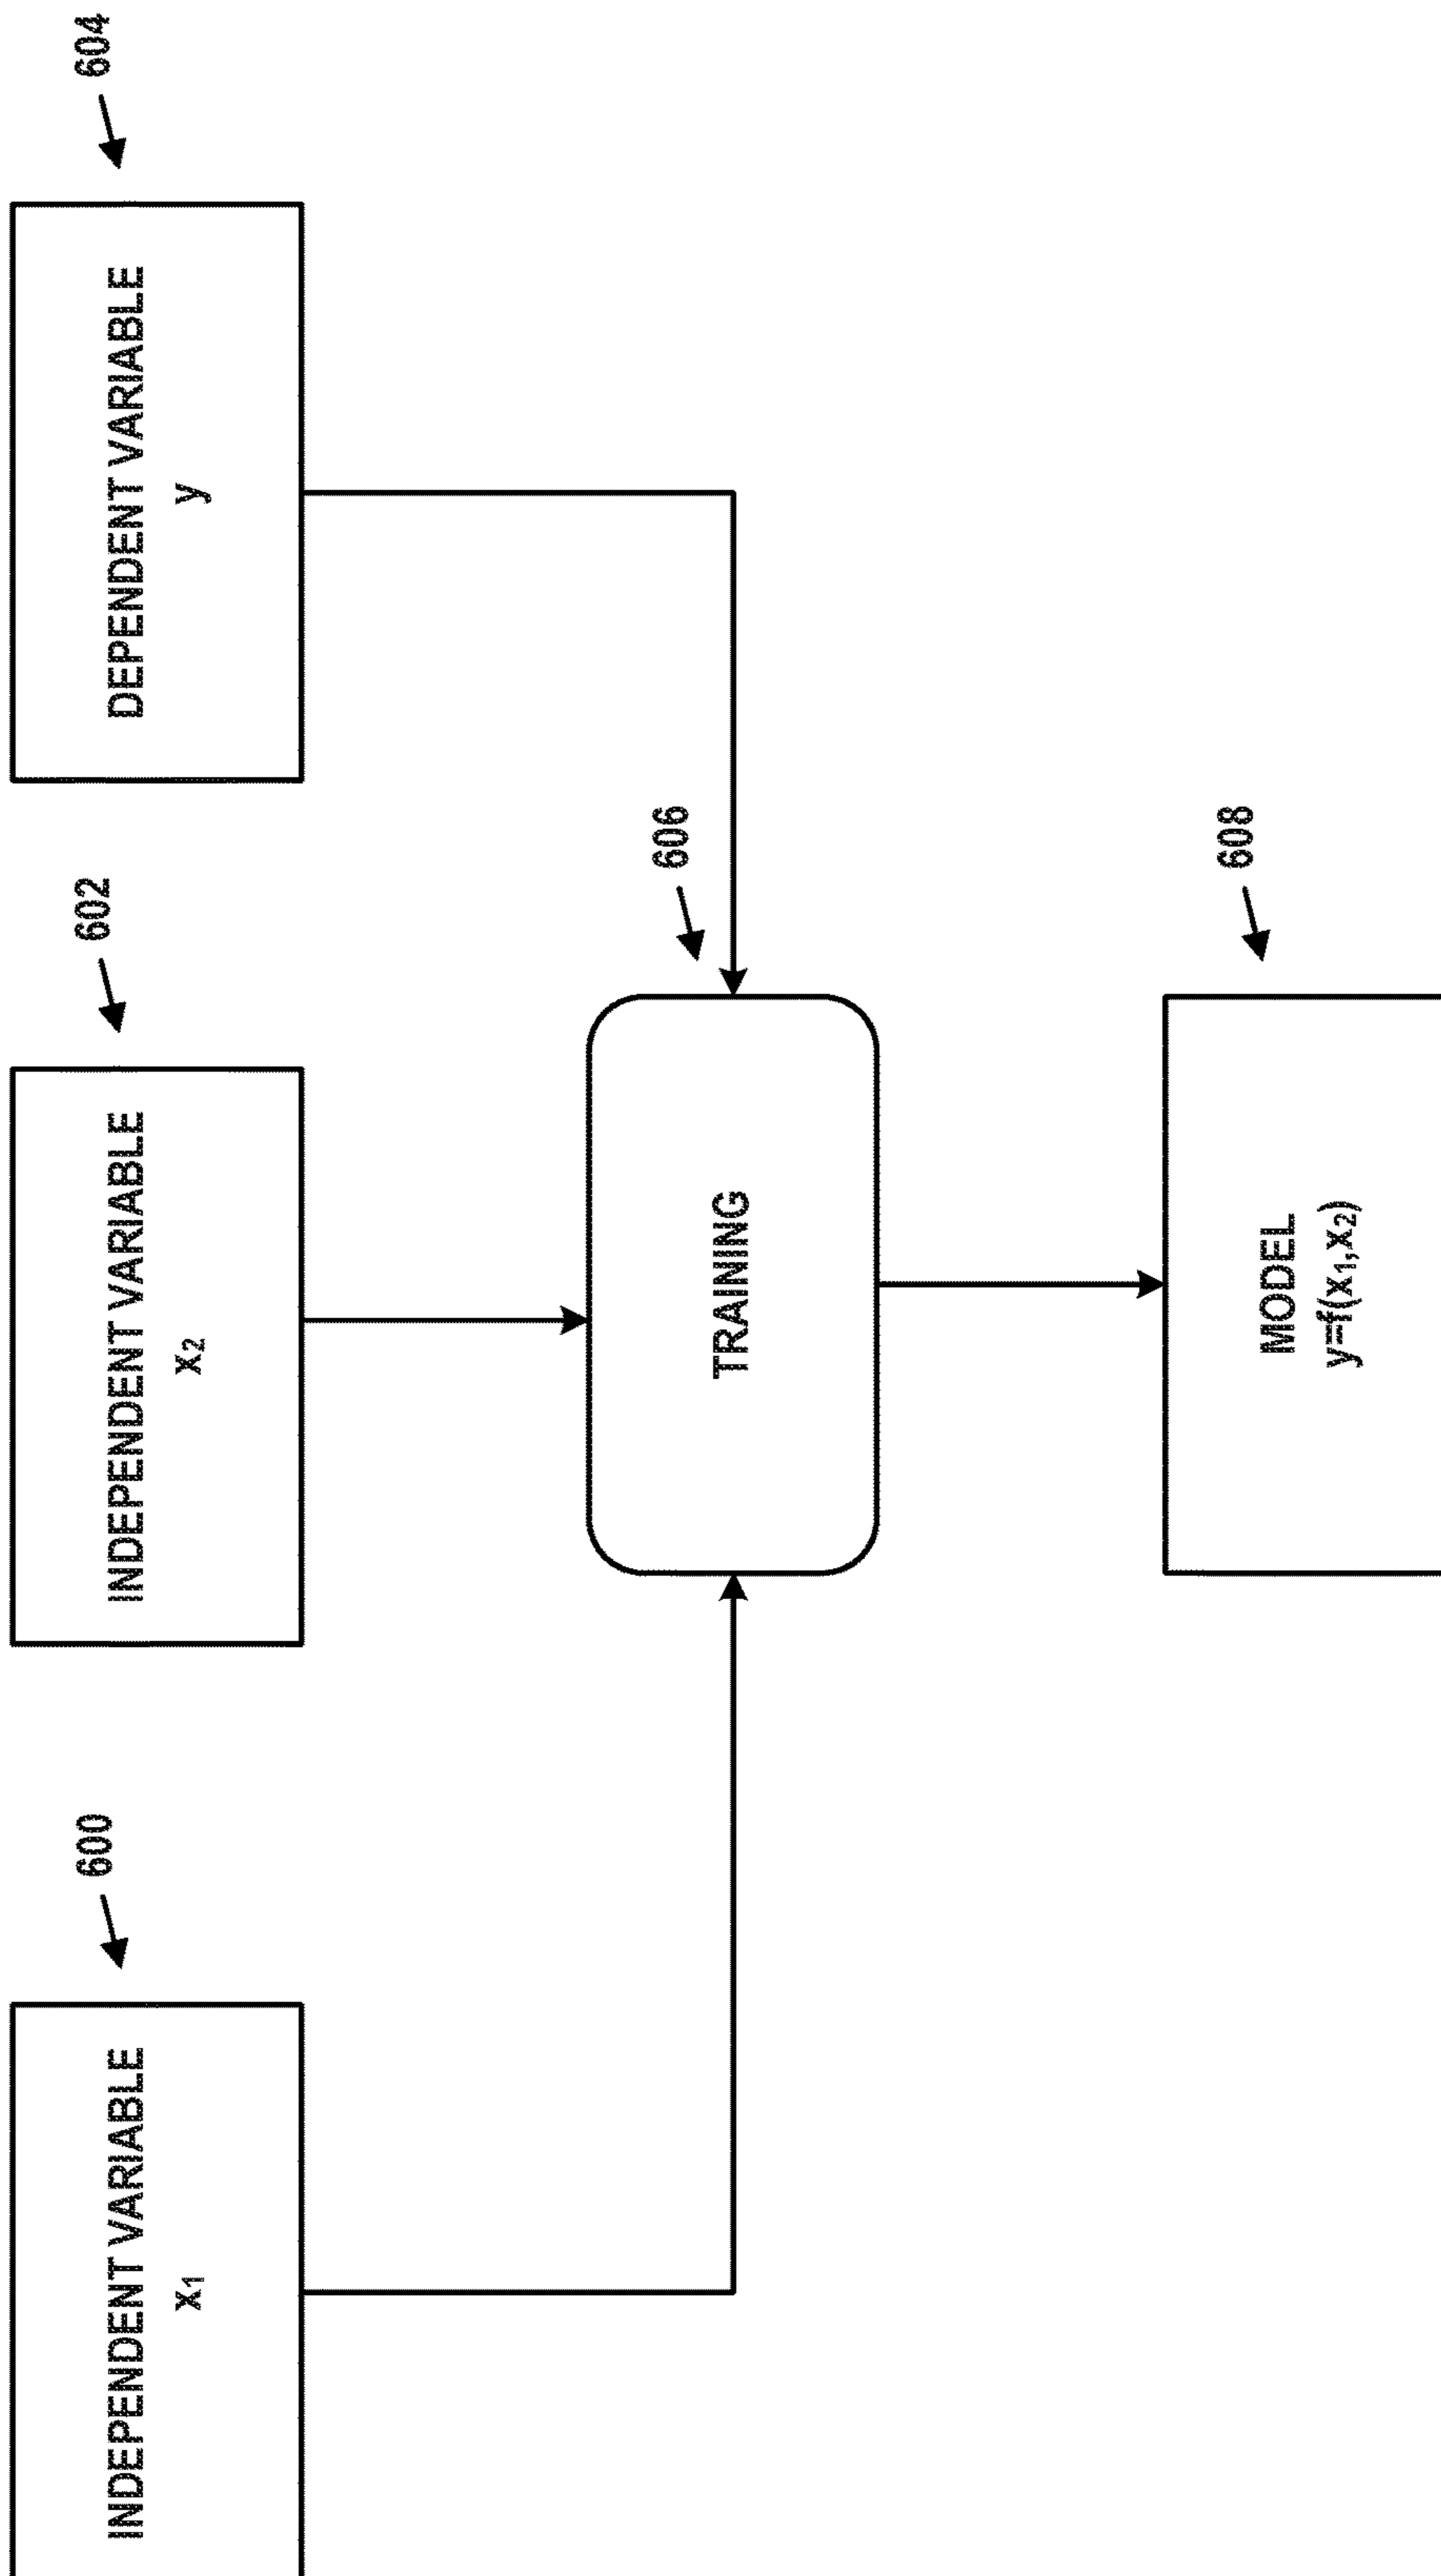 600
INDEPENDENT VARIABLE
x₁
602
INDEPENDENT VARIABLE
x₂
604
DEPENDENT VARIABLE
y
606
TRAINING
608
MODEL
y=f(x₁,x₂)